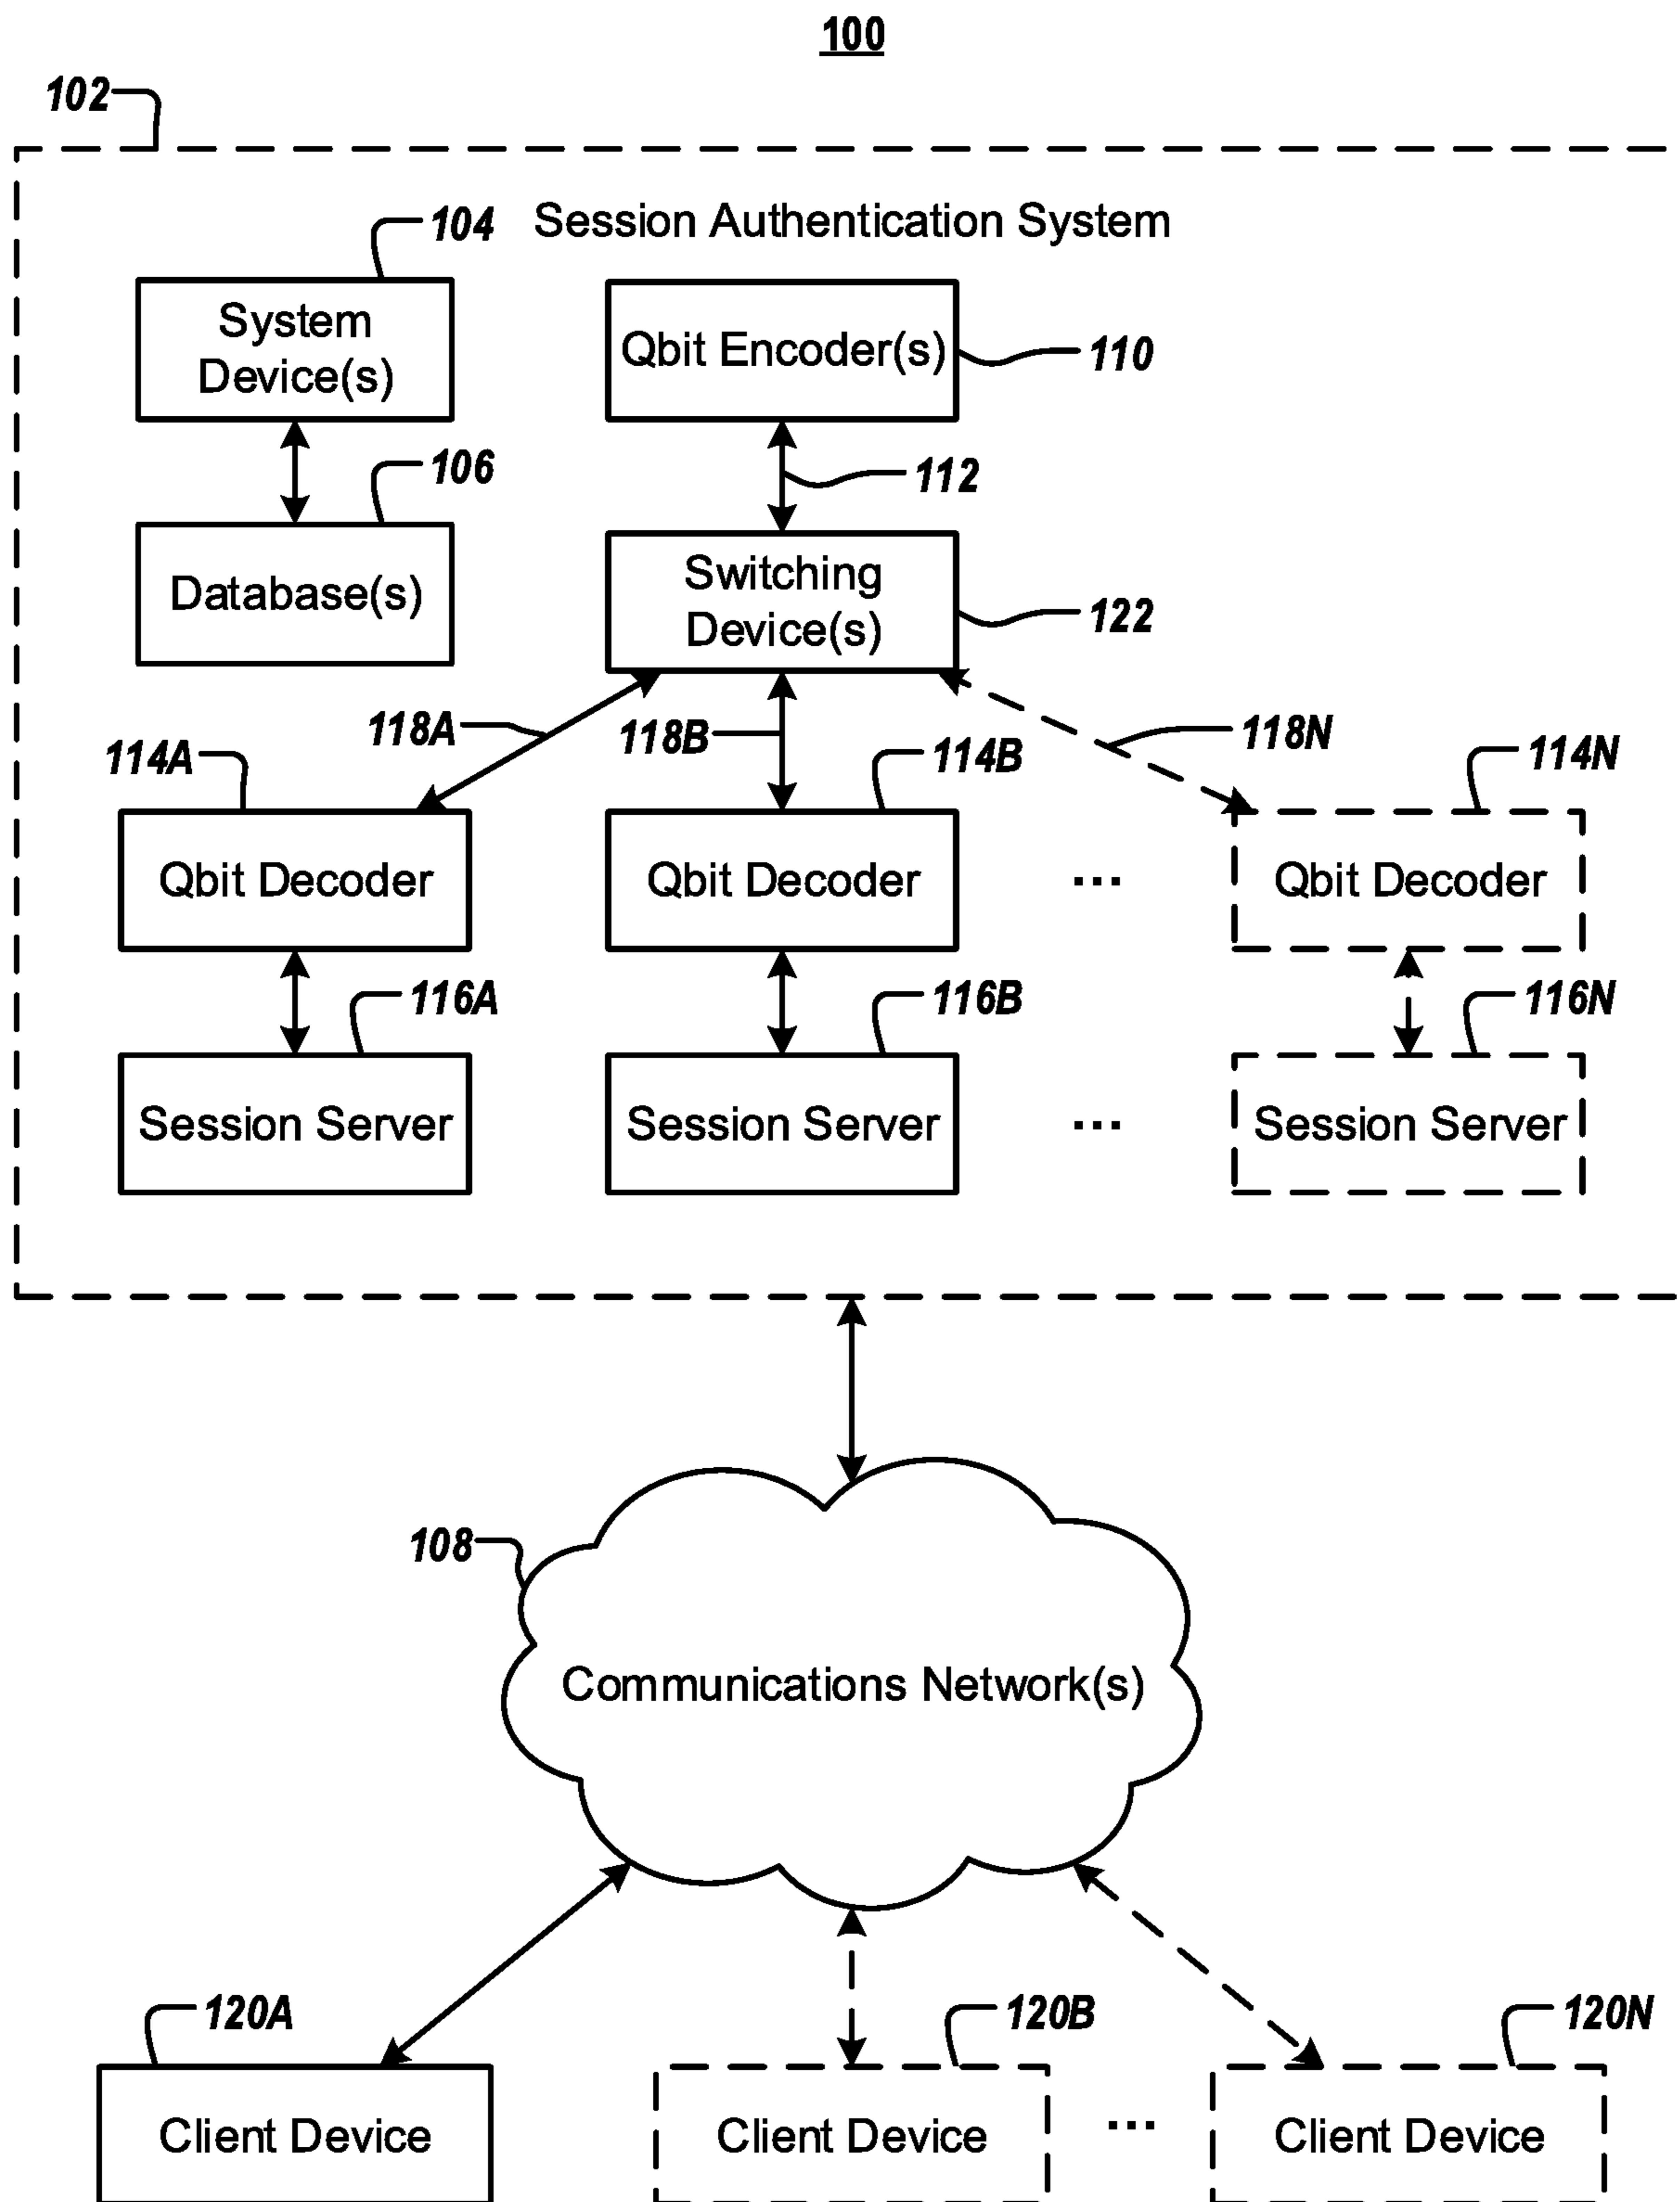 100
102
104 Session Authentication System
System
Device(s)
Qbit Encoder(s)
110
106
112
Database(s)
Switching
Device(s)
122
118A
118B
118N
114A
114B
114N
Qbit Decoder
Qbit Decoder
...
Qbit Decoder
116A
116B
116N
Session Server
Session Server
...
Session Server
108
Communications Network(s)
120A
120B
120N
Client Device
Client Device
...
Client Device